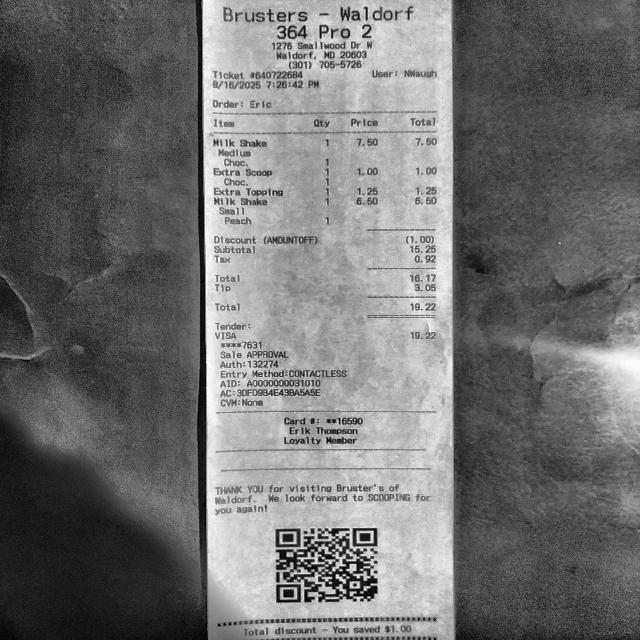 Brusters - Waldorf
364 Pro 2
1276 Smallwood Dr W
Waldorf, MD 20603
(301) 705-5726
Ticket #640722684 User: NWaugh
8/16/2025 7:26:42 PM
Order: Eric
Item Qty Price Total
Milk Shake 1 7.50 7.50
Medium
Choc. 1
Extra Scoop 1 1.00 1.00
Choc. 1
Extra Topping 1 1.25 1.25
Milk Shake 1 6.50 6.50
Small
Peach 1
Discount (AMOUNTOFF) (1.00)
Subtotal 15.25
Tax 0.92
Total 16.17
Tip 3.05
Total 19.22
Tender:
VISA 19.22
****7631
Sale APPROVAL
Auth:132274
Entry Method:CONTACTLESS
AID: A0000000031010
AC:3DFD9B4E43BA5A5E
CVM:None
Card #: **16590
Erik Thompson
Loyalty Member
THANK YOU for visiting Bruster's of
Waldorf. We look forward to SCOOPING for
you again!
Total discount - You saved $1.00